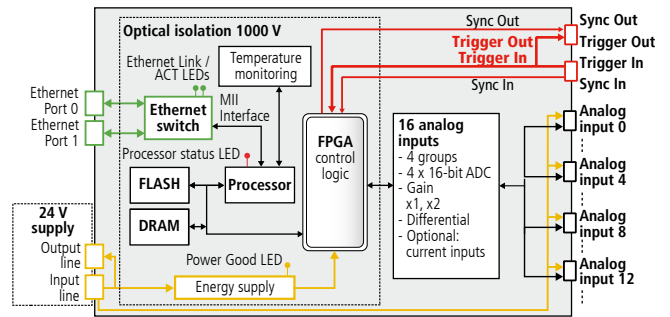 Optical isolation 1000 V
Sync Out
Sync Out
Trigger Out
Trigger Out
Trigger In
Trigger In
Sync In
Sync In
Ethernet Link /
ACT LEDs
Temperature
monitoring
Ethernet
Port 0
Ethernet
Port 1
Ethernet
switch
MII
Interface
Processor status LED
FLASH
Processor
DRAM
FPGA
control
logic
16 analog
inputs
- 4 groups
- 4 x 16-bit ADC
- Gain
x1, x2
- Differential
- Optional:
current inputs
Analog
input 0
Analog
input 4
Analog
input 8
Analog
input 12
24 V
supply
Output
line
Input
line
Power Good LED
Energy supply